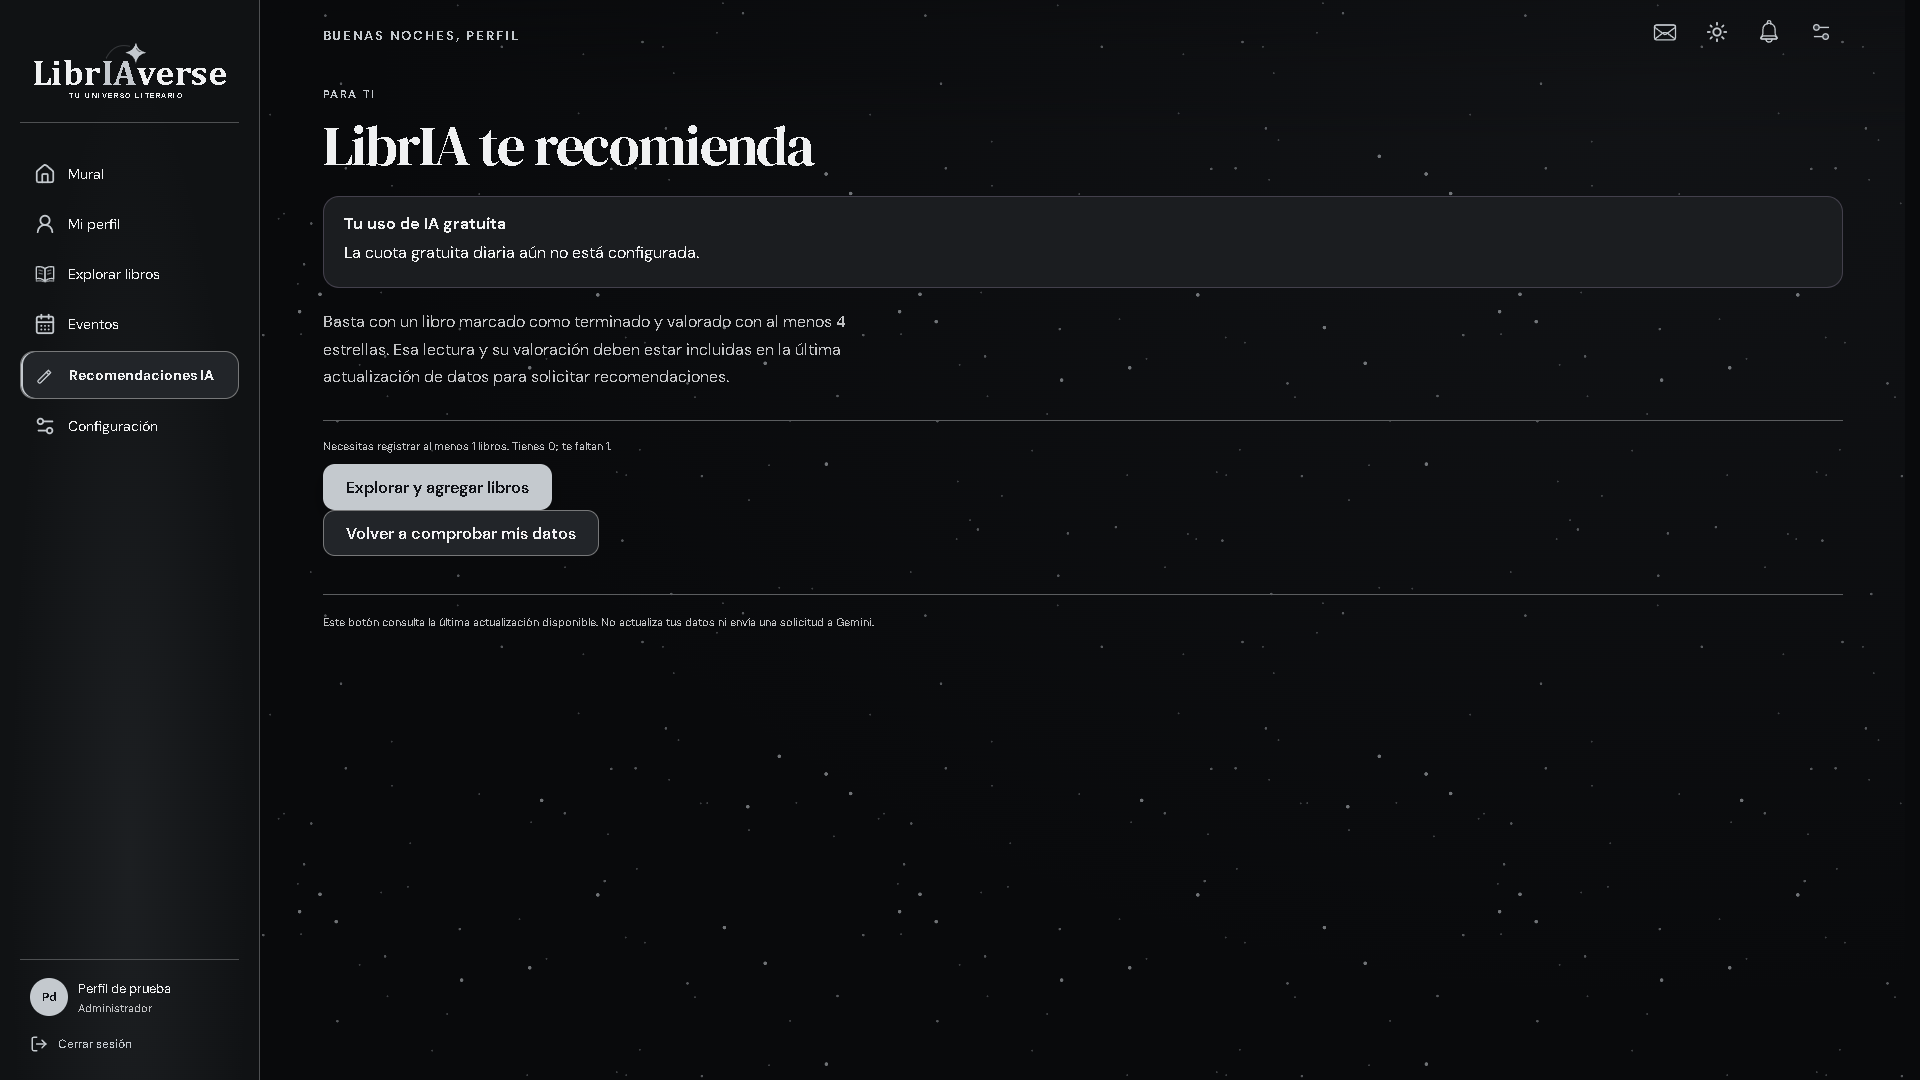 LibrIAverse
TU UNIVERSO LITERARIO
Mural
Mi perfil
Explorar libros
Eventos
Recomendaciones IA
Configuración
Perfil de prueba
Pd
Administrador
Cerrar sesión
BUENAS NOCHES, PERFIL
PARA TI
LibrIA te recomienda
Tu uso de IA gratuita
La cuota gratuita diaria aún no está configurada.
Basta con un libro marcado como terminado y valorado con al menos 4
estrellas. Esa lectura y su valoración deben estar incluidas en la última
actualización de datos para solicitar recomendaciones.
Necesitas registrar al menos 1 libros. Tienes 0; te faltan 1.
Explorar y agregar libros
Volver a comprobar mis datos
Este botón consulta la última actualización disponible. No actualiza tus datos ni envía una solicitud a Gemini.